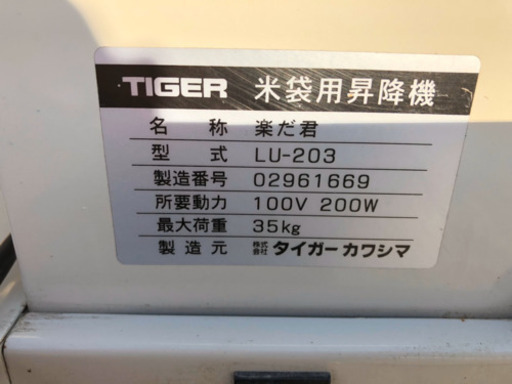 TIGER 米袋用昇降機
名称 楽だ君
型式 LU-203
製造番号 02961669
所要動力 100V 200W
最大荷重 35kg
製造元 株式会社 タイガーカワシマ